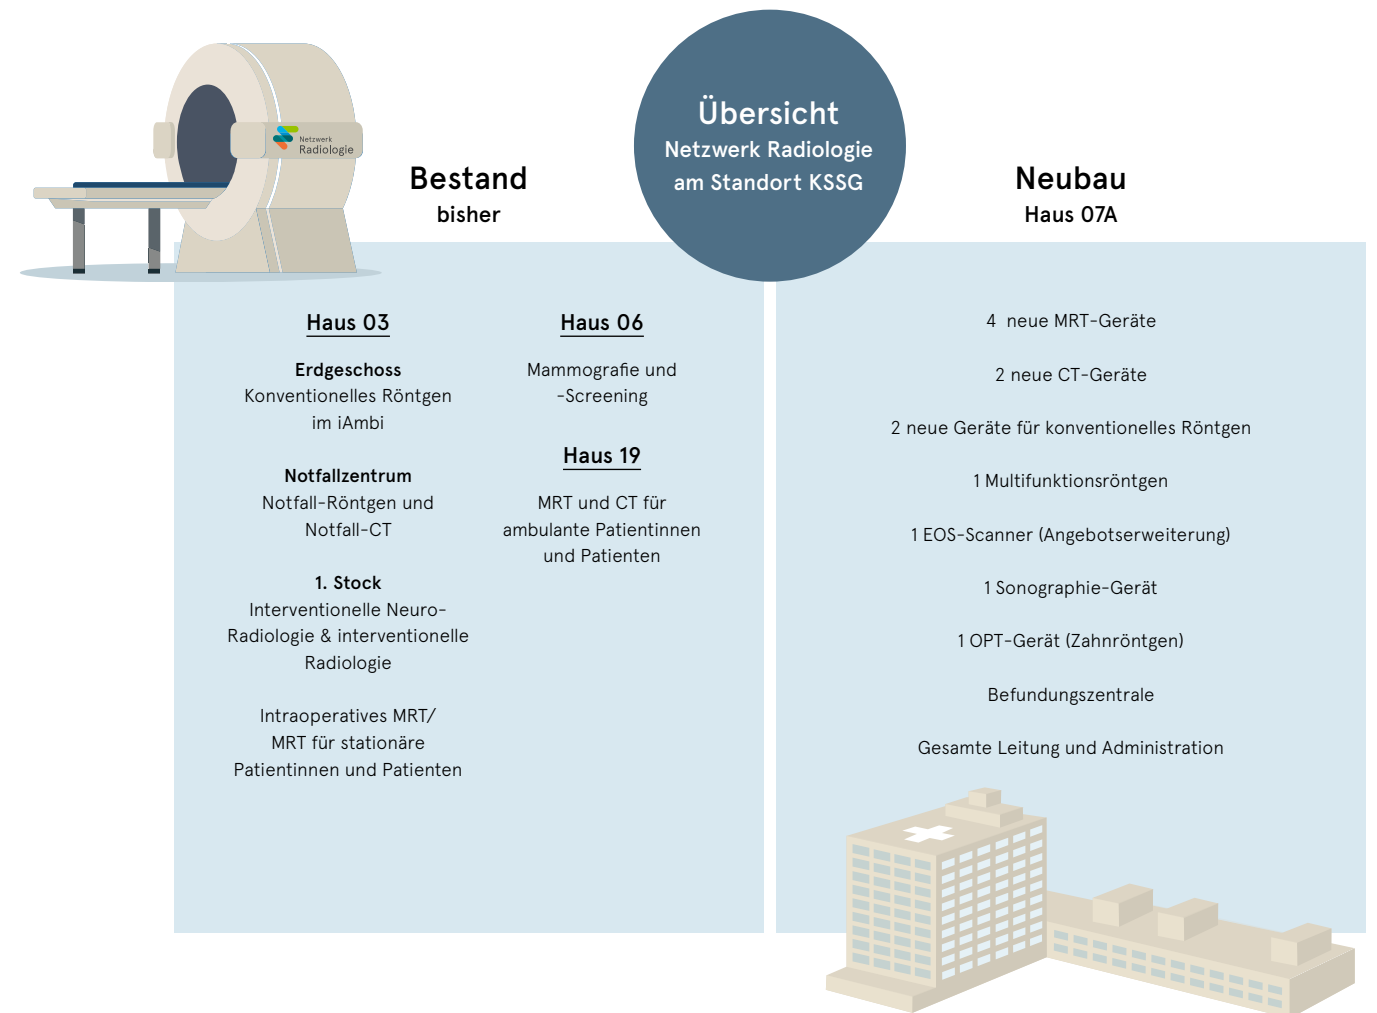 Netzwerk
Radiologie
Übersicht
Netzwerk Radiologie
am Standort KSSG
Bestand
bisher
Haus 03
Erdgeschoss
Konventionelles Röntgen
im iAmbi
Notfallzentrum
Notfall-Röntgen und
Notfall-CT
1. Stock
Interventionelle Neuro-
Radiologie & interventionelle
Radiologie
Intraoperatives MRT/
MRT für stationäre
Patientinnen und Patienten
Haus 06
Mammografie und
-Screening
Haus 19
MRT und CT für
ambulante Patientinnen
und Patienten
Neubau
Haus 07A
4 neue MRT-Geräte
2 neue CT-Geräte
2 neue Geräte für konventionelles Röntgen
1 Multifunktionsröntgen
1 EOS-Scanner (Angebotserweiterung)
1 Sonographie-Gerät
1 OPT-Gerät (Zahnröntgen)
Befundungszentrale
Gesamte Leitung und Administration